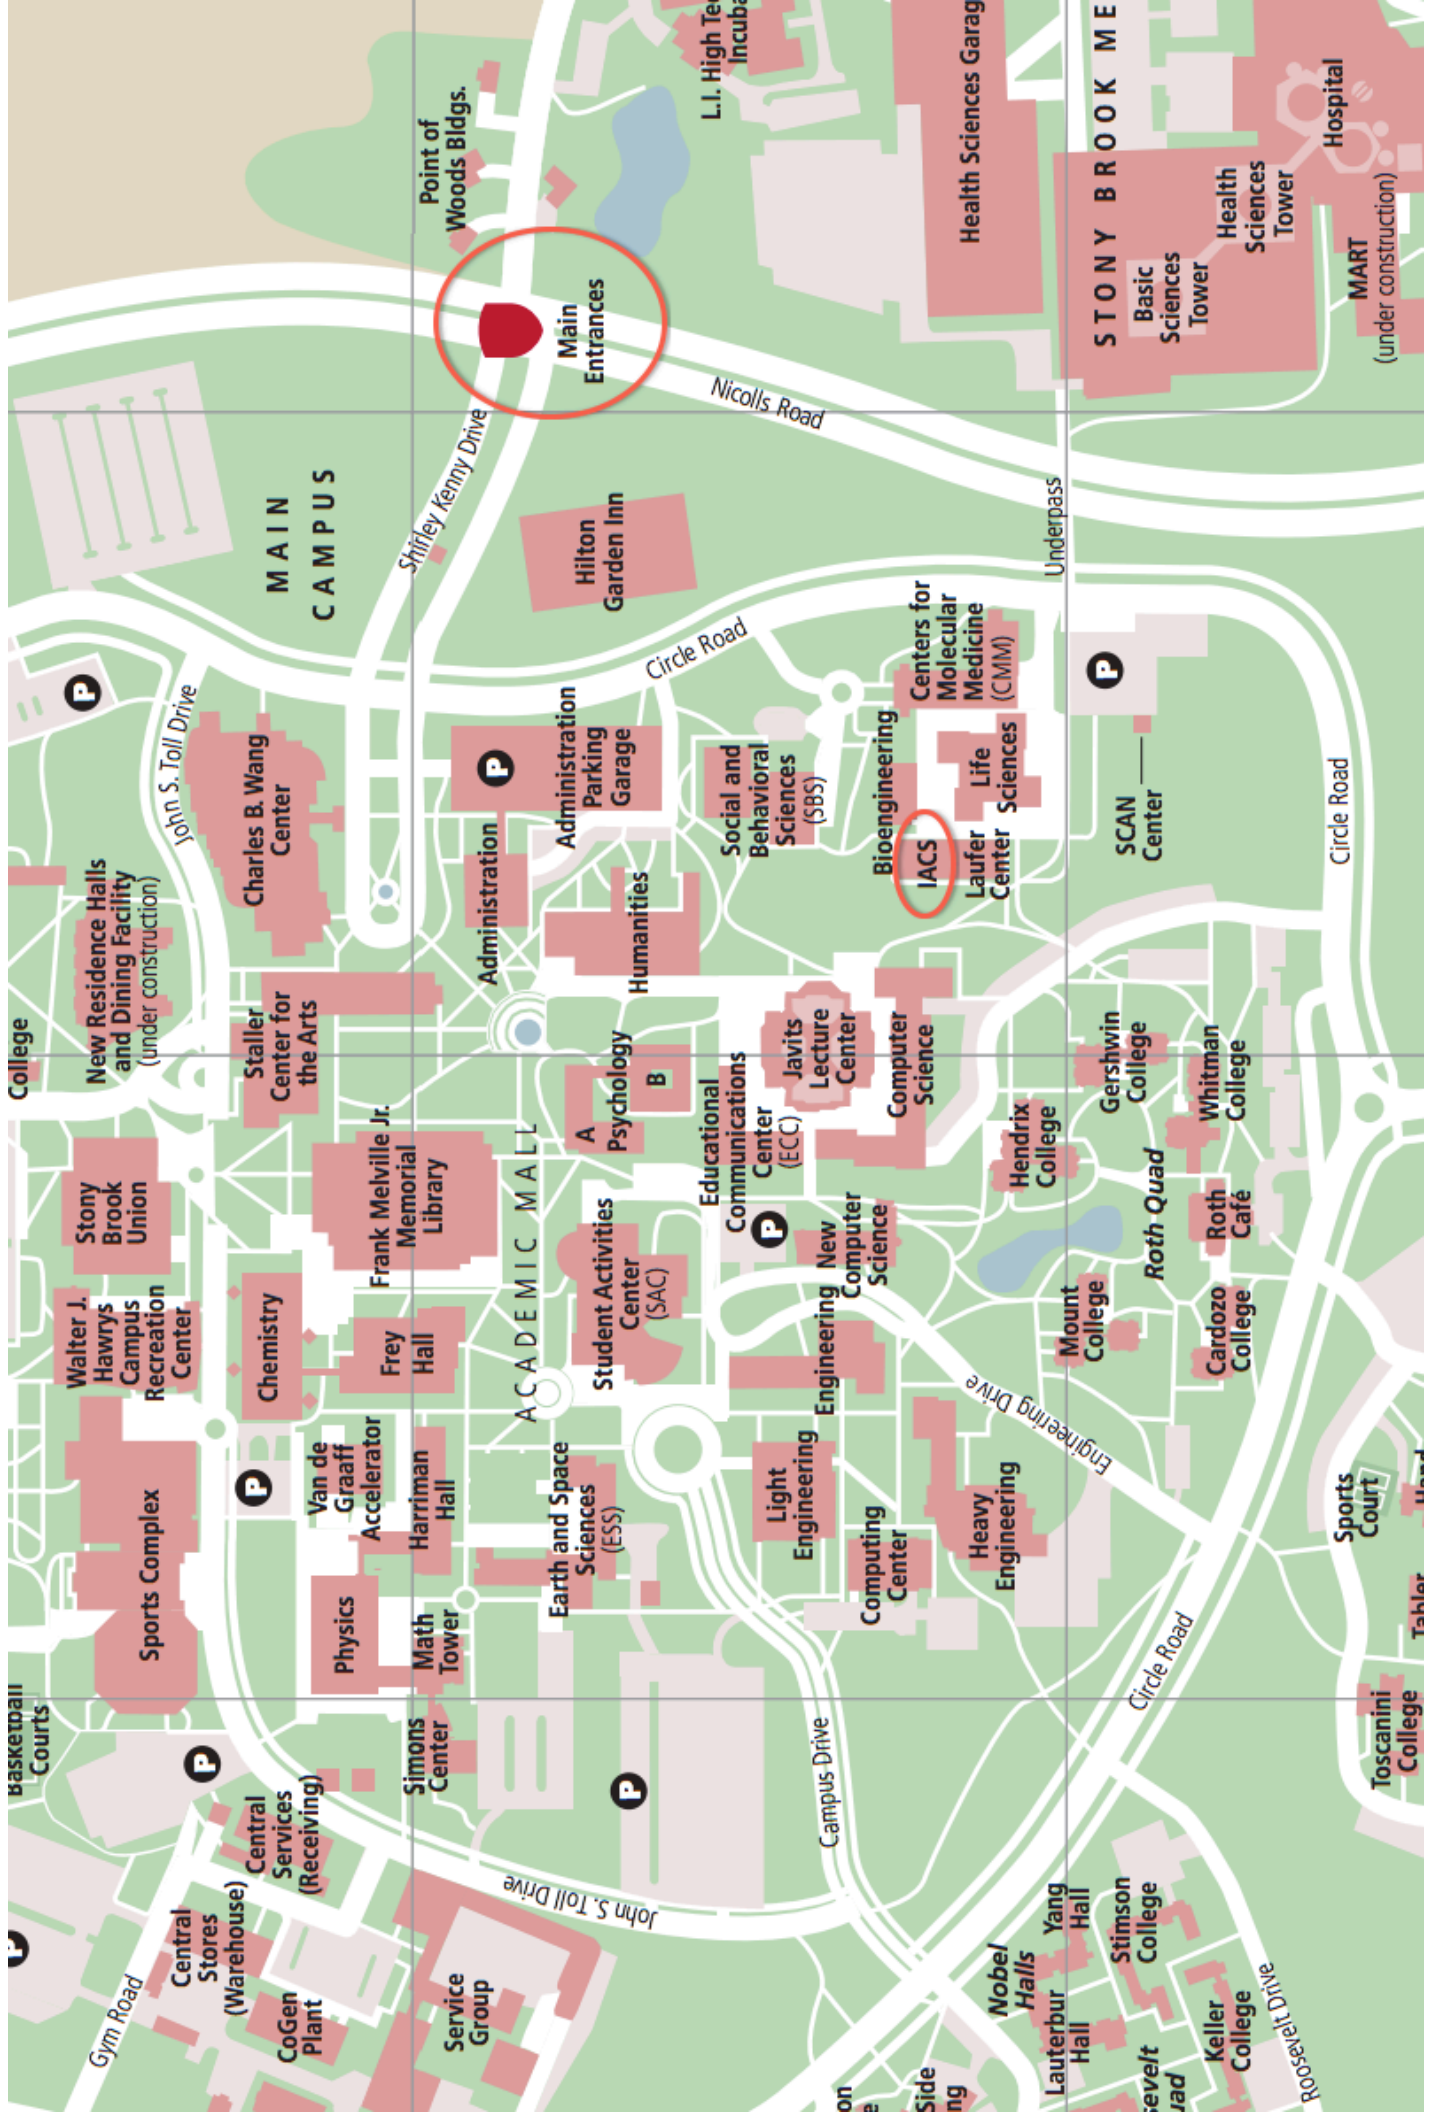 Basketball
Courts
Sports Complex
Walter J.
Hawrys
Campus
Recreation
Center
Stony
Brook
Union
College
New Residence Halls
and Dining Facility
(under construction)
P
John S. Toll Drive
P
Gym Road
Central
Stores
(Warehouse)
CoGen
Plant
Central
Services
(Receiving)
P
P
Chemistry
Staller
Center for
the Arts
Charles B. Wang
Center
MAIN
CAMPUS
Physics
Van de
Graaff
Accelerator
Frey
Hall
Frank Melville Jr.
Memorial
Library
Shirley Kenny Drive
Point of
Woods Bldgs.
Service
Group
Simons
Center
Math
Tower
Harriman
Hall
ACADEMIC MALL
Administration
P
Administration
Parking
Garage
Hilton
Garden Inn
Main
Entrances
John S. Toll Drive
P
Earth and Space
Sciences
(ESS)
Student Activities
Center
(SAC)
A
Psychology
B
Humanities
Circle Road
Nicolls Road
L.I. High Te
Incuba
Campus Drive
Light
Engineering
Engineering
P
Educational
Communications
Center
(ECC)
Javits
Lecture
Center
Social and
Behavioral
Sciences
(SBS)
Computing
Center
New
Computer
Science
Computer
Science
Bioengineering
IACS
Laufer
Center
Life
Sciences
Centers for
Molecular
Medicine
(CMM)
Health Sciences Garag
Heavy
Engineering
Engineering Drive
Hendrix
College
Underpass
STONY BROOK ME
Nobel
Halls
Lauterbur
Hall
Yang
Hall
Mount
College
Gershwin
College
SCAN
Center
P
Basic
Sciences
Tower
Health
Sciences
Tower
Hospital
Stimson
College
Circle Road
Roth Quad
Whitman
College
Roth
Café
Cardozo
College
Keller
College
Roosevelt Drive
Circle Road
MART
(under construction)
Sports
Court
Toscanini
College
Tabler
sevelt
uad
Side
ng
on